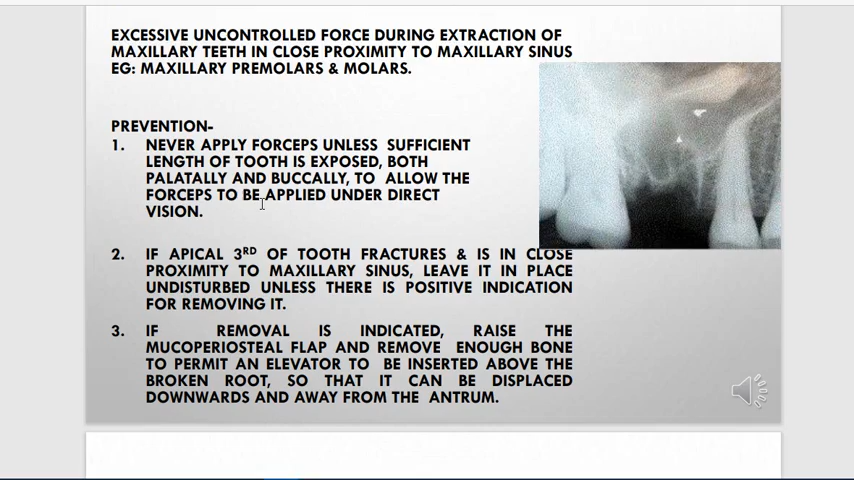 EXCESSIVE UNCONTROLLED FORCE DURING EXTRACTION OF
MAXILLARY TEETH IN CLOSE PROXIMITY TO MAXILLARY SINUS
EG: MAXILLARY PREMOLARS & MOLARS.
PREVENTION-
1. NEVER APPLY FORCEPS UNLESS SUFFICIENT
LENGTH OF TOOTH IS EXPOSED, BOTH
PALATALLY AND BUCCALLY, TO ALLOW THE
FORCEPS TO BE APPLIED UNDER DIRECT
VISION.
2. IF APICAL 3RD OF TOOTH FRACTURES & IS IN CLOSE
PROXIMITY TO MAXILLARY SINUS, LEAVE IT IN PLACE
UNDISTURBED UNLESS THERE IS POSITIVE INDICATION
FOR REMOVING IT.
3. IF REMOVAL IS INDICATED, RAISE THE
MUCOPERIOSTEAL FLAP AND REMOVE ENOUGH BONE
TO PERMIT AN ELEVATOR TO BE INSERTED ABOVE THE
BROKEN ROOT, SO THAT IT CAN BE DISPLACED
DOWNWARDS AND AWAY FROM THE ANTRUM.